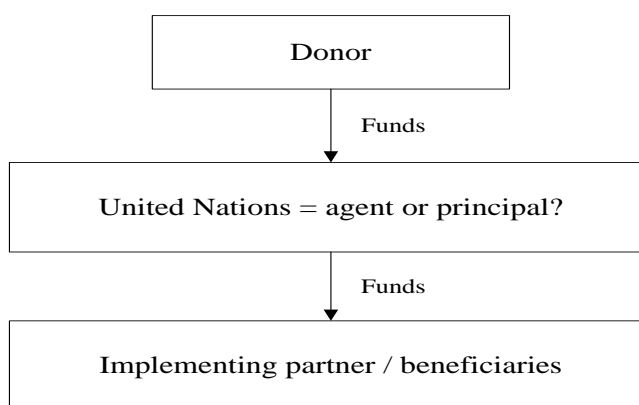 Donor
Funds
United Nations = agent or principal?
Funds
Implementing partner / beneficiaries